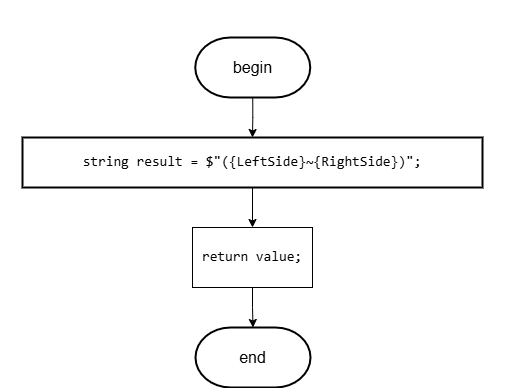 begin
string result = $"({LeftSide}~{RightSide})";
return value;
end